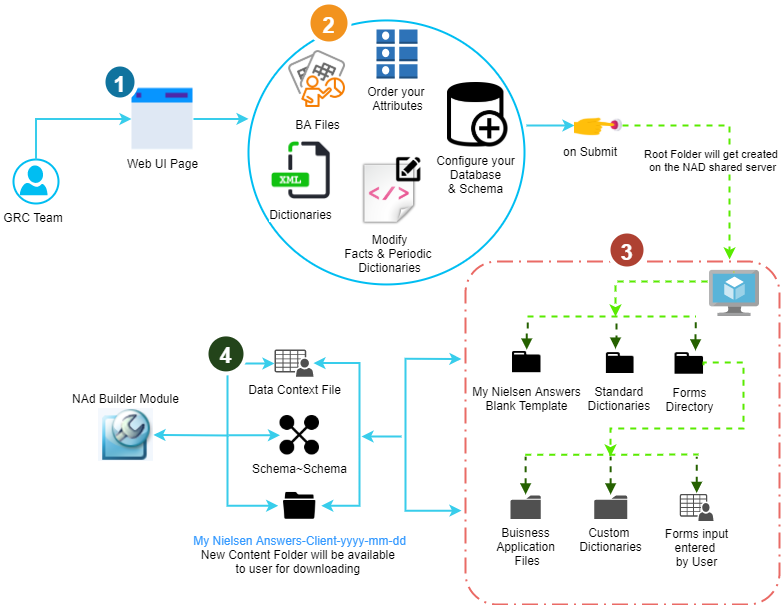 1
Web UI Page
GRC Team
2
BA Files
Order your
Attributes
XML
Dictionaries
</>
Modify
Facts & Periodic
Dictionaries
Configure your
Database
& Schema
on Submit
Root Folder will get created
on the NAD shared server
3
My Nielsen Answers
Blank Template
Standard
Dictionaries
Forms
Directory
Buisness
Application
Files
Custom
Dictionaries
Forms input
entered
by User
4
Data Context File
NAd Builder Module
Schema~Schema
My Nielsen Answers-Client-yyyy-mm-dd
New Content Folder will be available
to user for downloading